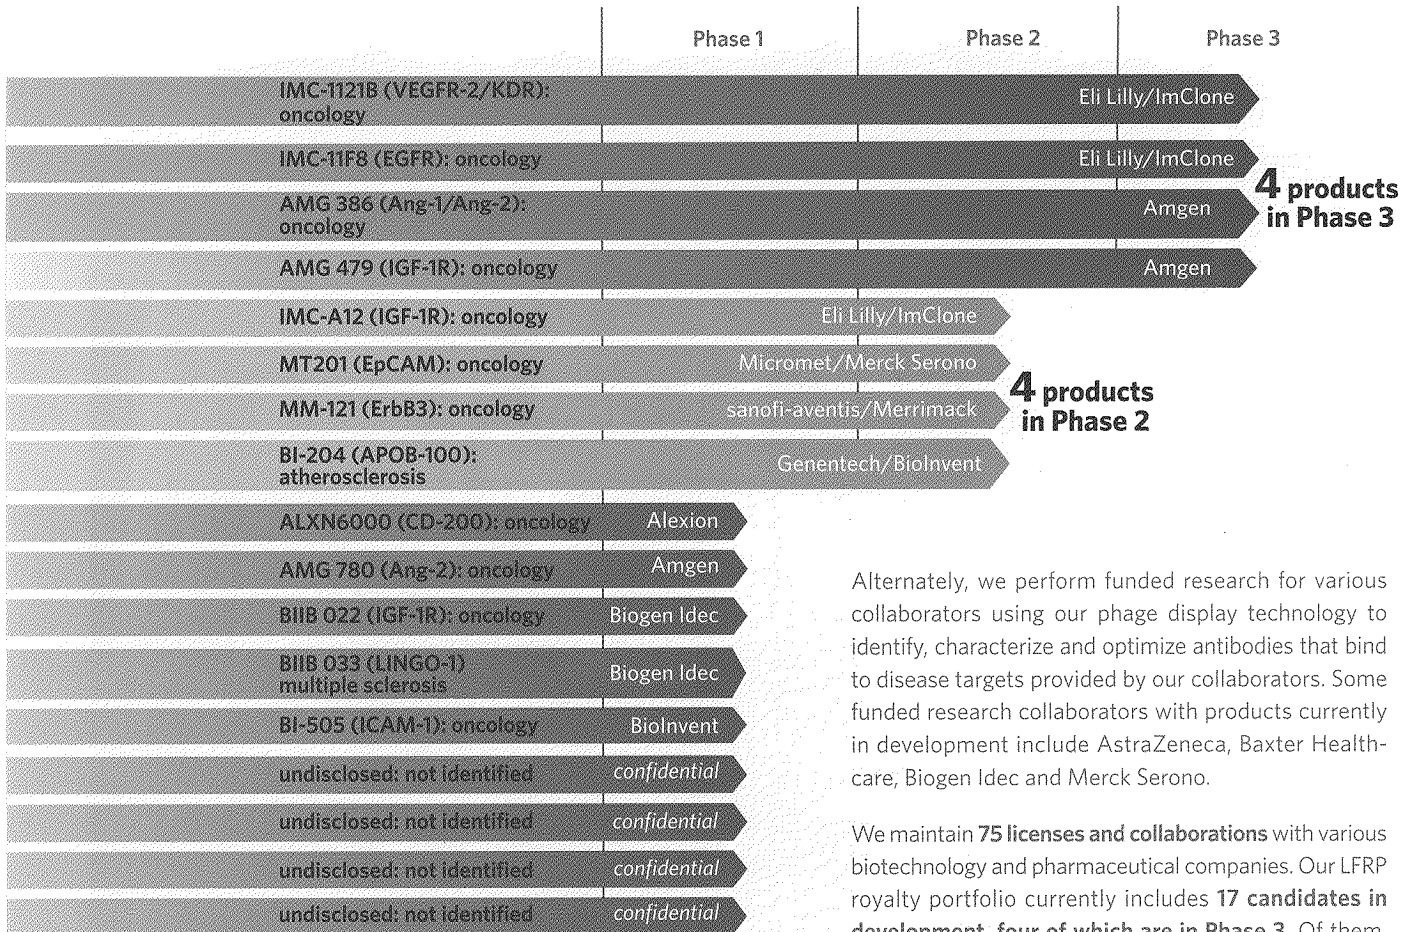 Phase 1 Phase 2 Phase 3
IMC-1121B (VEGFR-2/KDR):
oncology
Eli Lilly/ImClone
IMC-11F8 (EGFR): oncology Eli Lilly/ImClone
AMG 386 (Ang-1/Ang-2):
oncology
Amgen
AMG 479 (IGF-1R): oncology Amgen
4 products
in Phase 3
IMC-A12 (IGF-1R): oncology Eli Lilly/ImClone
MT201 (EpCAM): oncology Micromet/Merck Serono
MM-121 (ErbB3): oncology sanofi-aventis/Merrimack
BI-204 (APOB-100):
atherosclerosis
Genentech/BioInvent
4 products
in Phase 2
ALXN6000 (CD-200): oncology Alexion
AMG 780 (Ang-2): oncology Amgen
BIIB 022 (IGF-1R): oncology Biogen Idec
BIIB 033 (LINGO-1)
multiple sclerosis
Biogen Idec
BI-505 (ICAM-1): oncology BioInvent
undisclosed: not identified confidential
undisclosed: not identified confidential
undisclosed: not identified confidential
undisclosed: not identified confidential
Alternately, we perform funded research for various
collaborators using our phage display technology to
identify, characterize and optimize antibodies that bind
to disease targets provided by our collaborators. Some
funded research collaborators with products currently
in development include AstraZeneca, Baxter Health-
care, Biogen Idec and Merck Serono.
We maintain 75 licenses and collaborations with various
biotechnology and pharmaceutical companies. Our LFRP
royalty portfolio currently includes 17 candidates in
development, four of which are in Phase 3. Of them,